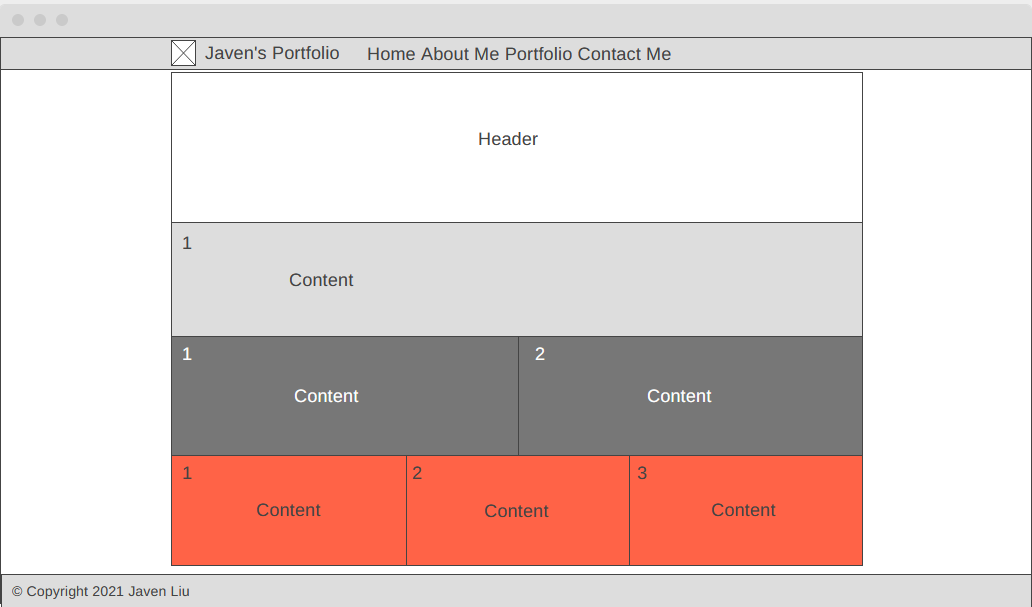 Javen's Portfolio Home About Me Portfolio Contact Me
Header
1
Content
1 2
Content Content
1 2 3
Content Content Content
© Copyright 2021 Javen Liu